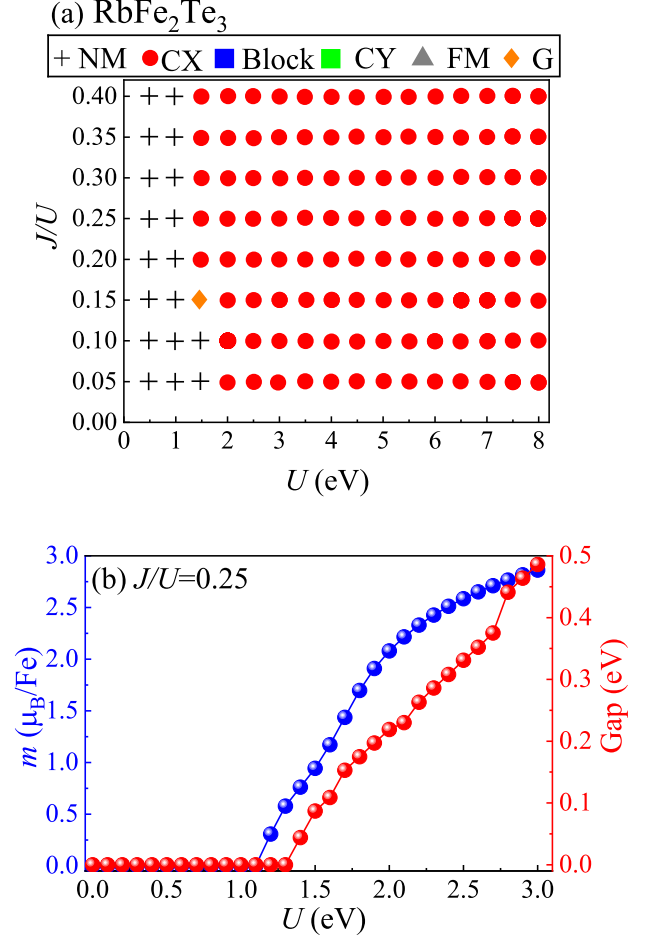 (a) RbFe₂Te₃
NM CX Block CY FM G
0.40
0.35
0.30
0.25
0.20
0.15
0.10
0.05
0.00
J/U
0 1 2 3 4 5 6 7 8
U (eV)
(b) J/U=0.25
3.0
2.5
2.0
1.5
1.0
0.5
0.0
m (μ_B/Fe)
0.5
0.4
0.3
0.2
0.1
0.0
Gap (eV)
0.0 0.5 1.0 1.5 2.0 2.5 3.0
U (eV)